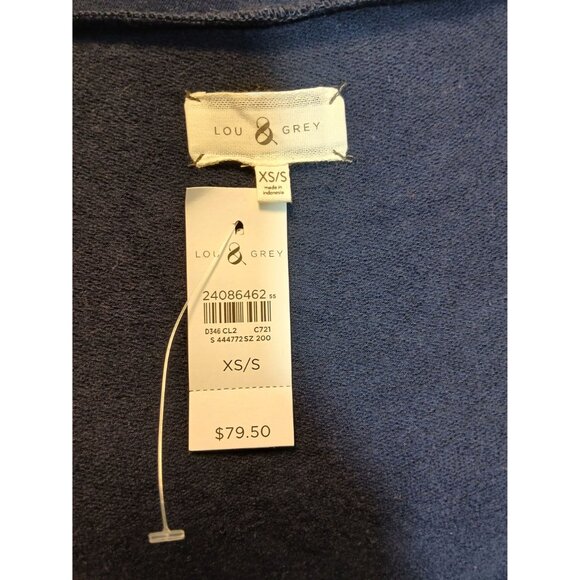 LOU & GREY
XS/S
made in
indonesia
LOU & GREY
24086462 SS
D346 CL2 C721
S 444772 SZ 200
XS/S
$79.50